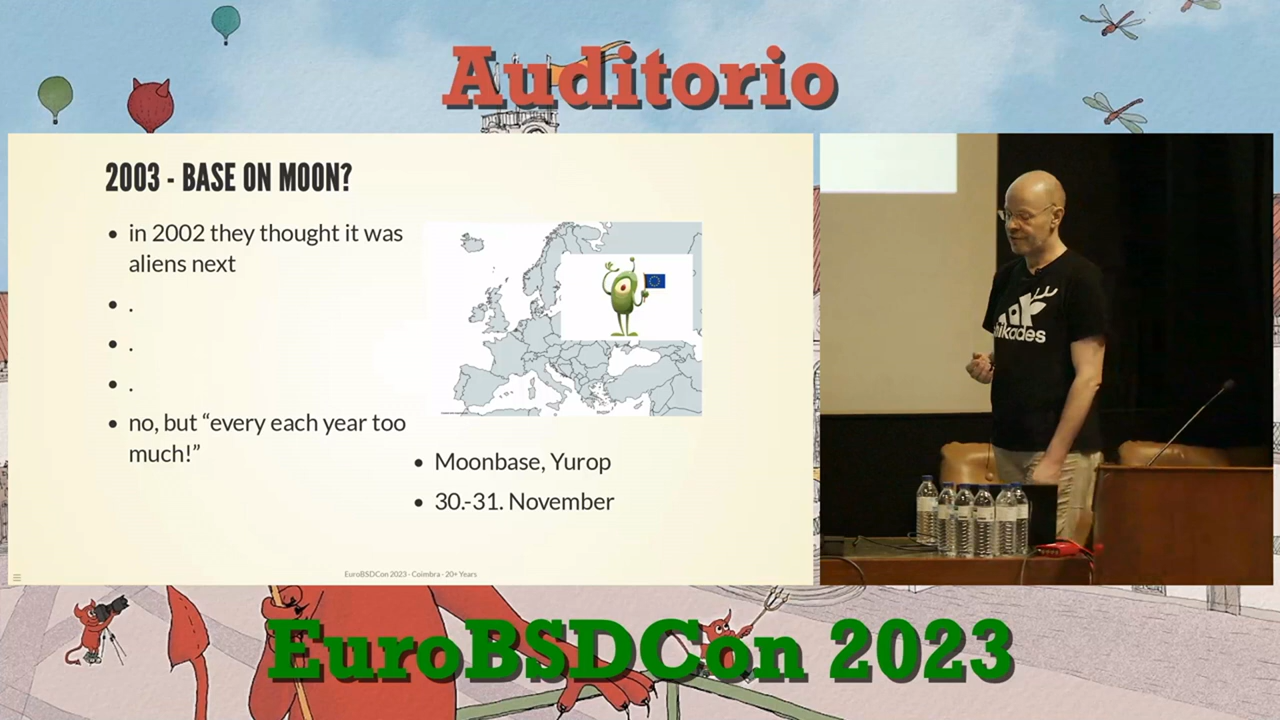 Auditorio
2003 - BASE ON MOON?
• in 2002 they thought it was
aliens next
• .
• .
• .
• no, but “every each year too
much!”
• Moonbase, Yurop
• 30.-31. November
EuroBSDCon 2023 - Coimbra - 20+ Years
hikades
EuroBSDCon 2023